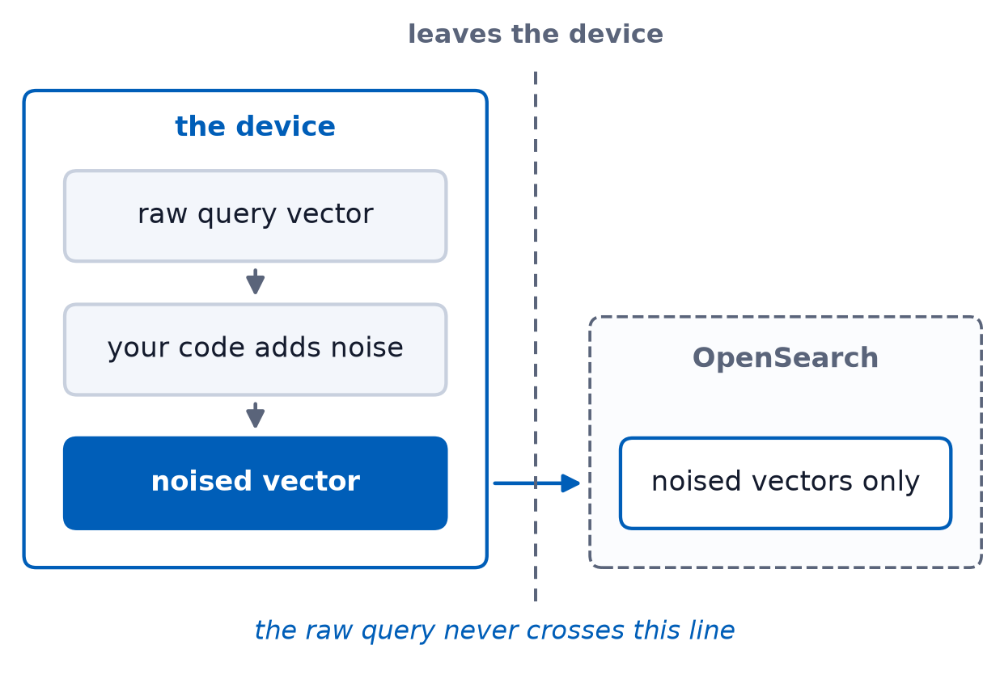 leaves the device
the device
raw query vector
your code adds noise
OpenSearch
noised vector
noised vectors only
the raw query never crosses this line